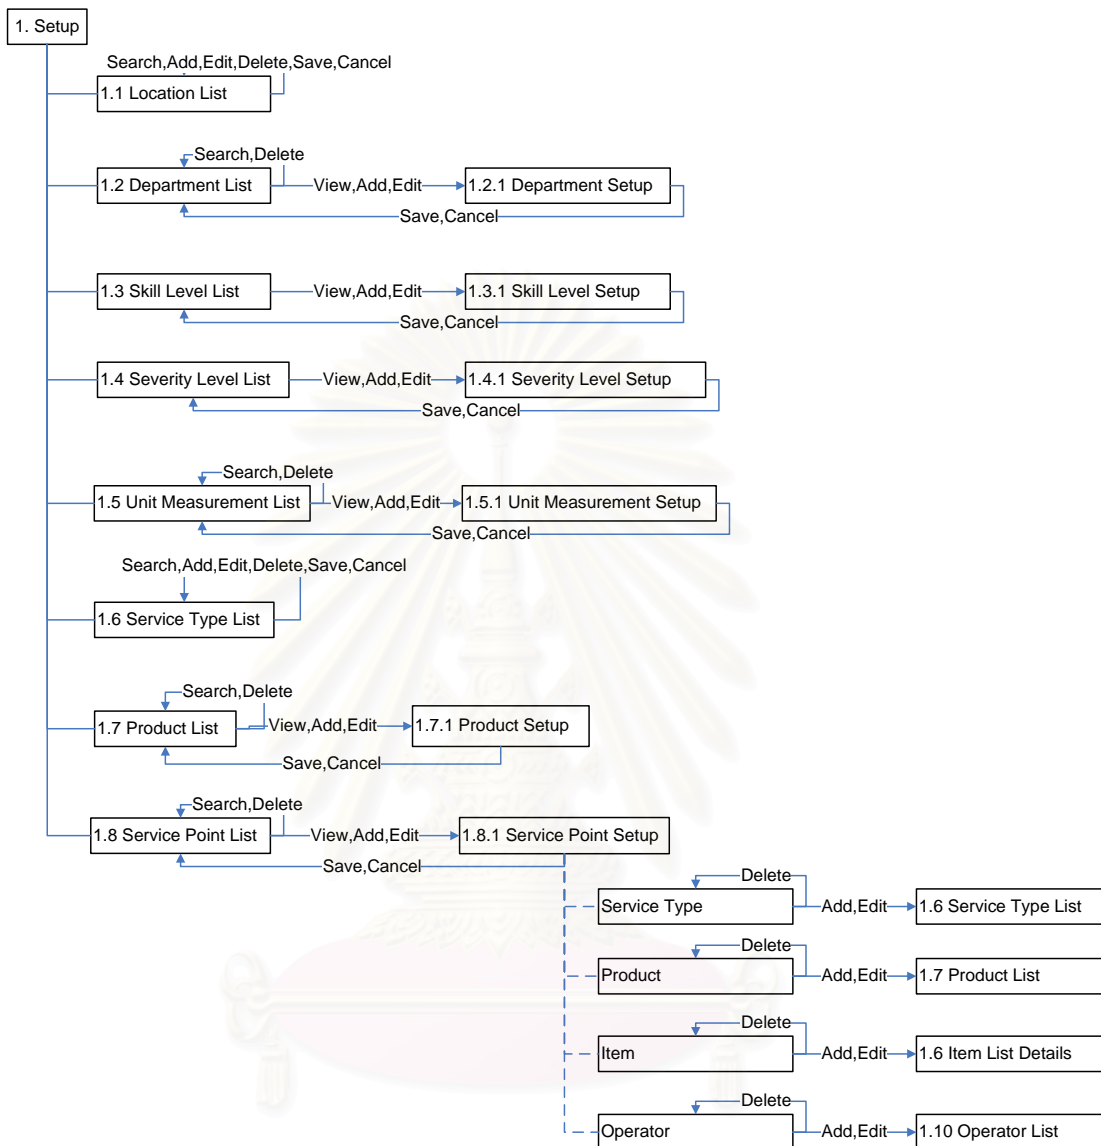 1. Setup
Search,Add,Edit,Delete,Save,Cancel
1.1 Location List
Search,Delete
1.2 Department List
View,Add,Edit
1.2.1 Department Setup
Save,Cancel
1.3 Skill Level List
View,Add,Edit
1.3.1 Skill Level Setup
Save,Cancel
1.4 Severity Level List
View,Add,Edit
1.4.1 Severity Level Setup
Save,Cancel
Search,Delete
1.5 Unit Measurement List
View,Add,Edit
1.5.1 Unit Measurement Setup
Save,Cancel
Search,Add,Edit,Delete,Save,Cancel
1.6 Service Type List
Search,Delete
1.7 Product List
View,Add,Edit
1.7.1 Product Setup
Save,Cancel
Search,Delete
1.8 Service Point List
View,Add,Edit
1.8.1 Service Point Setup
Save,Cancel
Delete
Service Type
Add,Edit
1.6 Service Type List
Delete
Product
Add,Edit
1.7 Product List
Delete
Item
Add,Edit
1.6 Item List Details
Delete
Operator
Add,Edit
1.10 Operator List